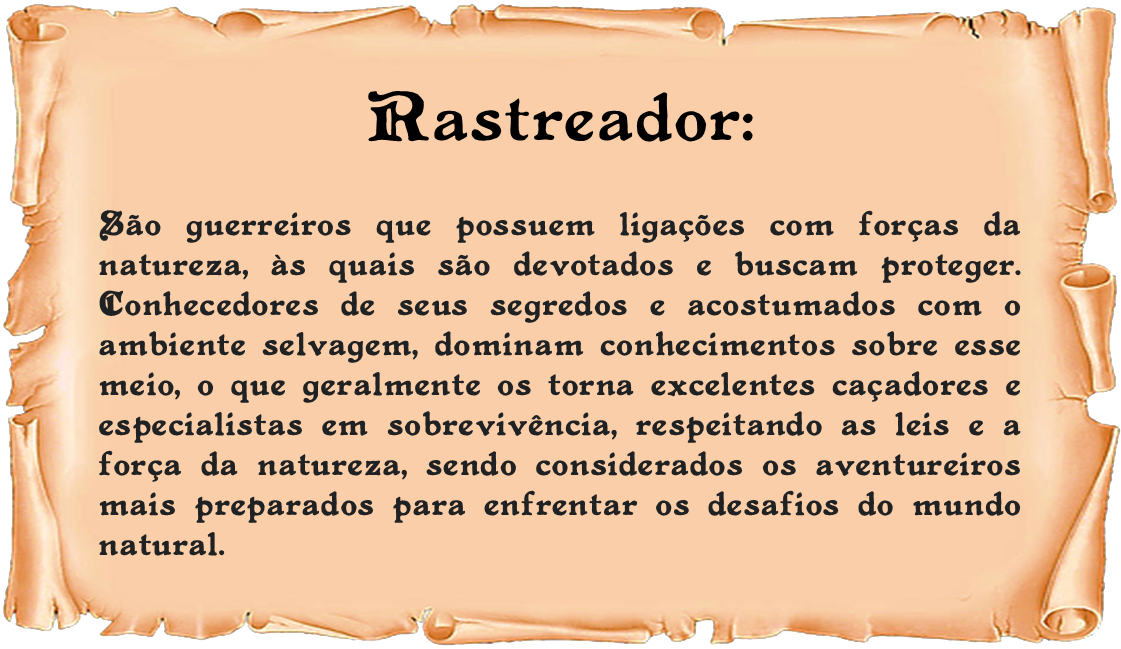 Rastreador:
São guerreiros que possuem ligações com forças da
natureza, às quais são devotados e buscam proteger.
Conhecedores de seus segredos e acostumados com o
ambiente selvagem, dominam conhecimentos sobre esse
meio, o que geralmente os torna excelentes caçadores e
especialistas em sobrevivência, respeitando as leis e a
força da natureza, sendo considerados os aventureiros
mais preparados para enfrentar os desafios do mundo
natural.